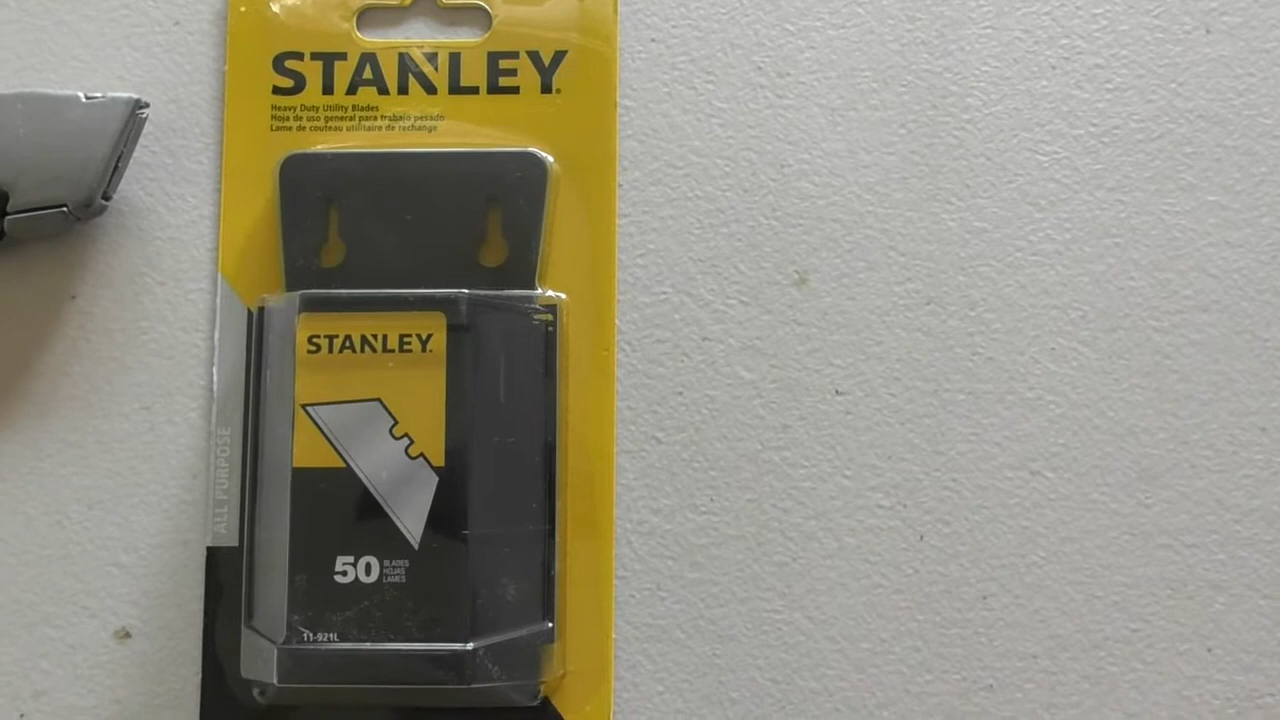 STANLEY®
Heavy Duty Utility Blades
Hoja de uso general para trabajo pesado
Lame de couteau utilitaire de rechange
STANLEY.
ALL PURPOSE
50 BLADES
HOJAS
LAMES
11-921L